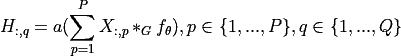 H_{:,q} = a(\sum_{p=1}^{P} X_{:,p} *_G f_θ), p ∈ {1, ..., P}, q ∈ {1, ..., Q}